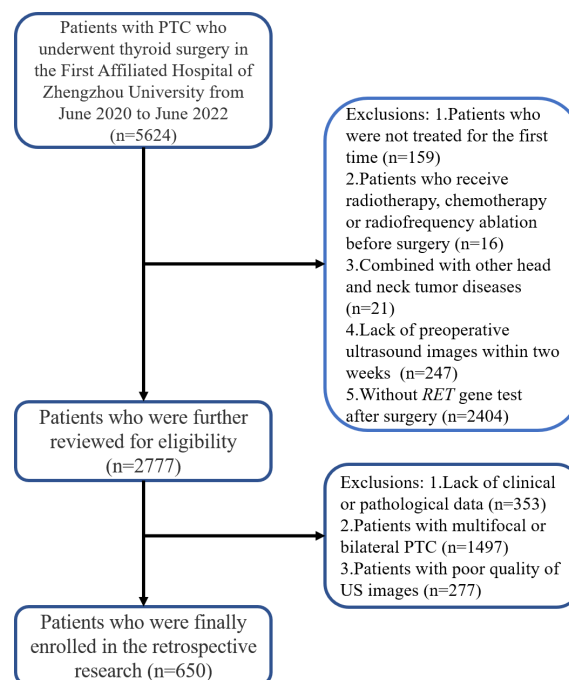 Patients with PTC who
underwent thyroid surgery in
the First Affiliated Hospital of
Zhengzhou University from
June 2020 to June 2022
(n=5624)
Exclusions: 1.Patients who
were not treated for the first
time (n=159)
2.Patients who receive
radiotherapy, chemotherapy
or radiofrequency ablation
before surgery (n=16)
3.Combined with other head
and neck tumor diseases
(n=21)
4.Lack of preoperative
ultrasound images within two
weeks (n=247)
5.Without RET gene test
after surgery (n=2404)
Patients who were further
reviewed for eligibility
(n=2777)
Exclusions: 1.Lack of clinical
or pathological data (n=353)
2.Patients with multifocal or
bilateral PTC (n=1497)
3.Patients with poor quality of
US images (n=277)
Patients who were finally
enrolled in the retrospective
research (n=650)